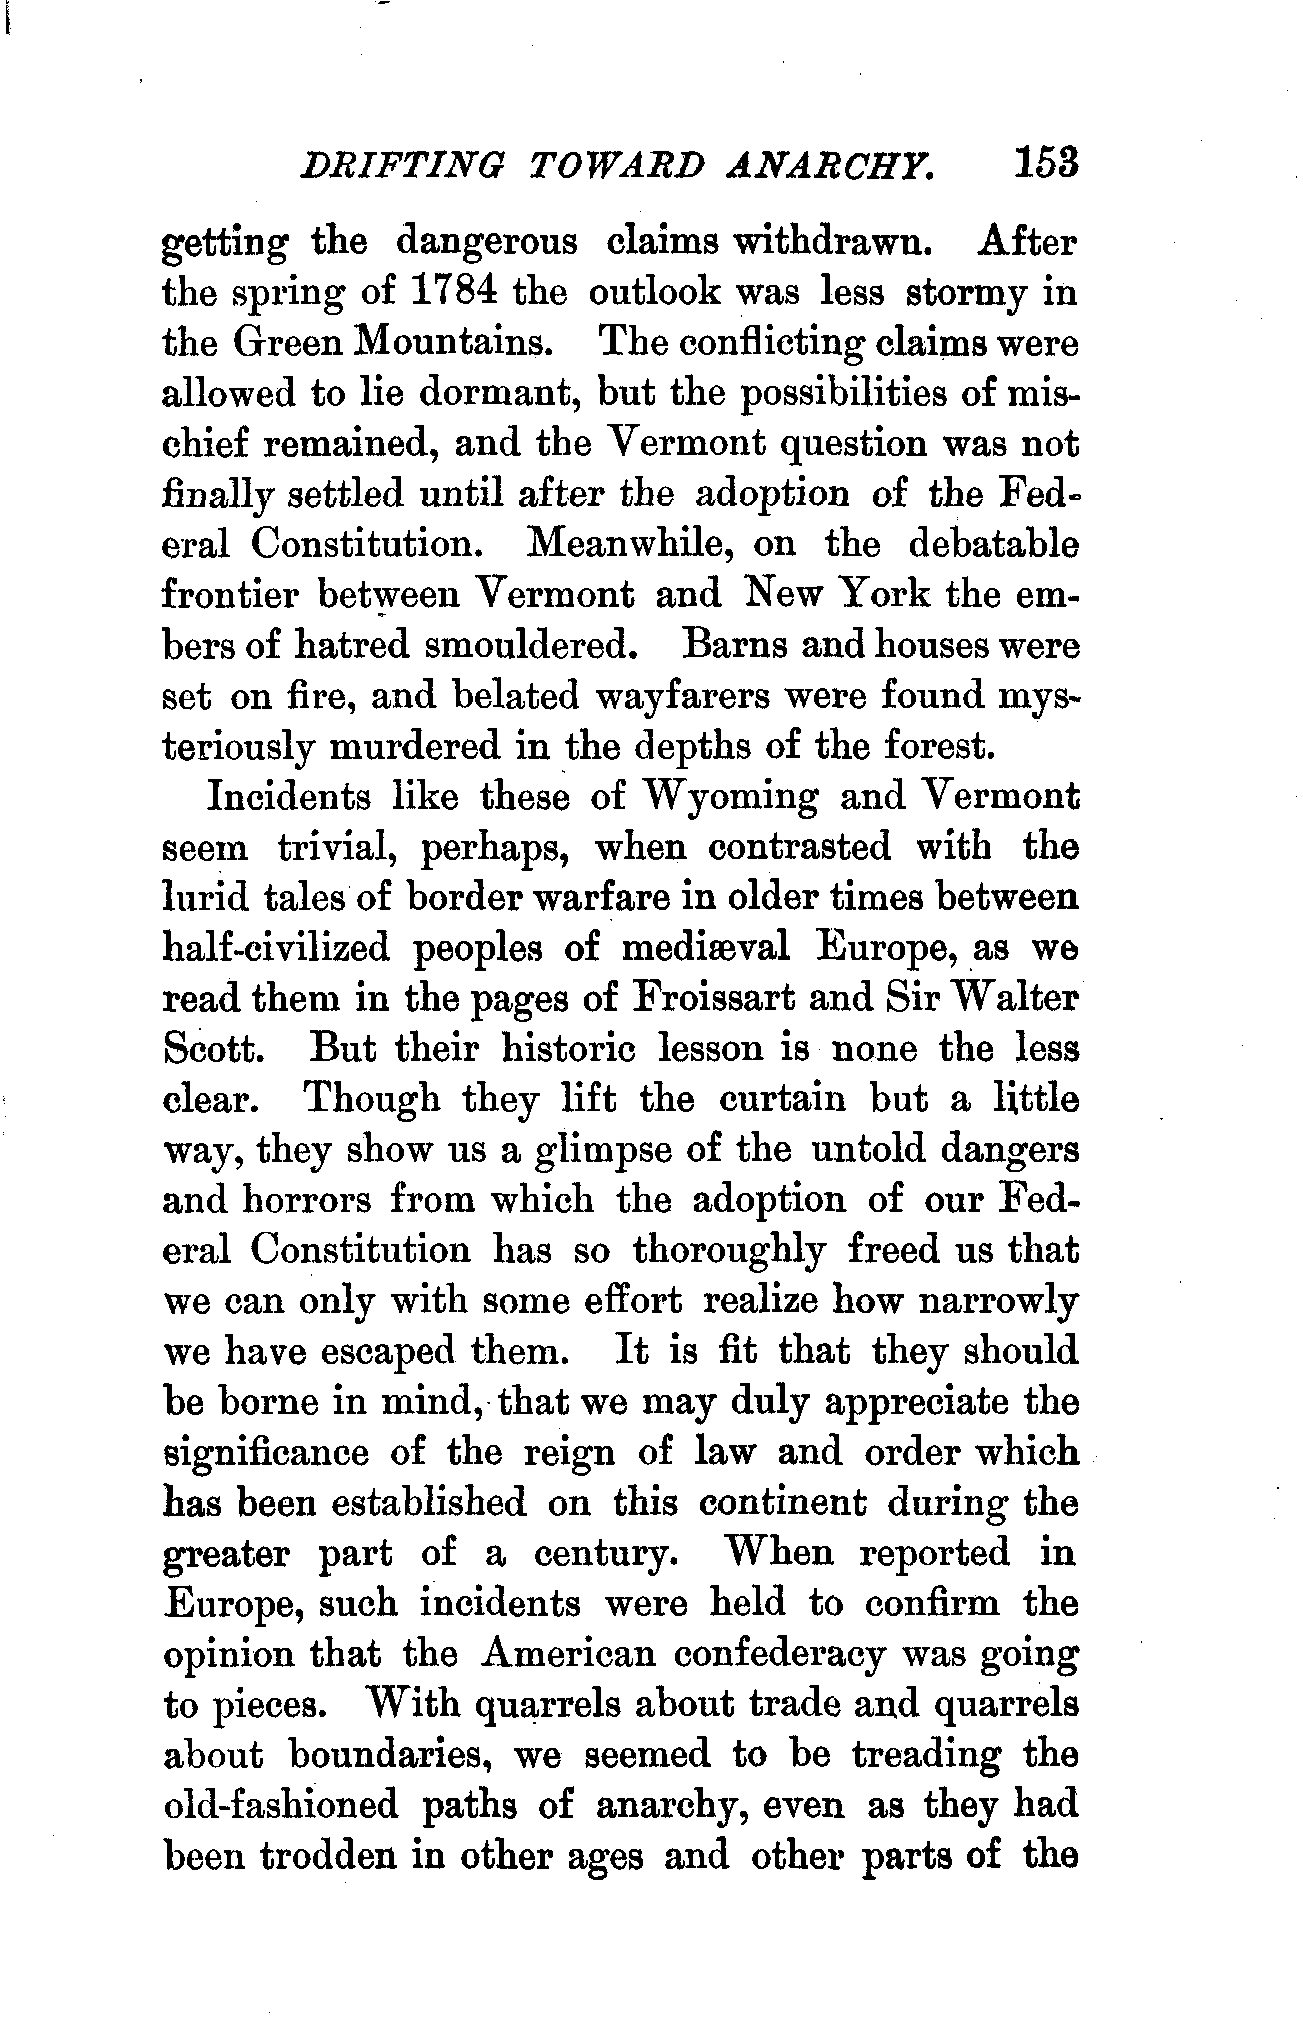 DRIFTING TOWARD ANARCHY. 153
getting the dangerous claims withdrawn. After
the spring of 1784 the outlook was less stormy in
the Green Mountains. The conflicting claims were
allowed to lie dormant, but the possibilities of mis-
chief remained, and the Vermont question was not
finally settled until after the adoption of the Fed-
eral Constitution. Meanwhile, on the debatable
frontier between Vermont and New York the em-
bers of hatred smouldered. Barns and houses were
set on fire, and belated wayfarers were found mys-
teriously murdered in the depths of the forest.
Incidents like these of Wyoming and Vermont
seem trivial, perhaps, when contrasted with the
lurid tales of border warfare in older times between
half-civilized peoples of mediæval Europe, as we
read them in the pages of Froissart and Sir Walter
Scott. But their historic lesson is none the less
clear. Though they lift the curtain but a little
way, they show us a glimpse of the untold dangers
and horrors from which the adoption of our Fed-
eral Constitution has so thoroughly freed us that
we can only with some effort realize how narrowly
we have escaped them. It is fit that they should
be borne in mind, that we may duly appreciate the
significance of the reign of law and order which
has been established on this continent during the
greater part of a century. When reported in
Europe, such incidents were held to confirm the
opinion that the American confederacy was going
to pieces. With quarrels about trade and quarrels
about boundaries, we seemed to be treading the
old-fashioned paths of anarchy, even as they had
been trodden in other ages and other parts of the